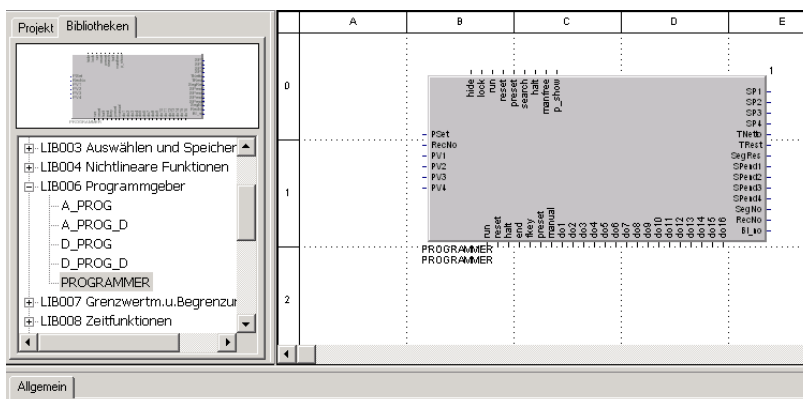 Projekt Bibliotheken
LIB003 Auswählen und Speicher
LIB004 Nichtlineare Funktionen
LIB006 Programmgeber
A_PROG
A_PROG_D
D_PROG
D_PROG_D
PROGRAMMER
LIB007 Grenzwertm.u.Begrenzur
LIB008 Zeitfunktionen
A B C D E
0
1
2
1
hide
lock
run
reset
preset
search
halt
manfree
p_show
PSet
RecNo
PV1
PV2
PV3
PV4
SP1
SP2
SP3
SP4
TNetto
TRest
SegRes
SPend1
SPend2
SPend3
SPend4
SegNo
RecNo
Bl_no
run
reset
halt
end
fkey
preset
manual
do1
do2
do3
do4
do5
do6
do7
do8
do9
do10
do11
do12
do13
do14
do15
do16
PROGRAMMER
PROGRAMMER
Allgemein